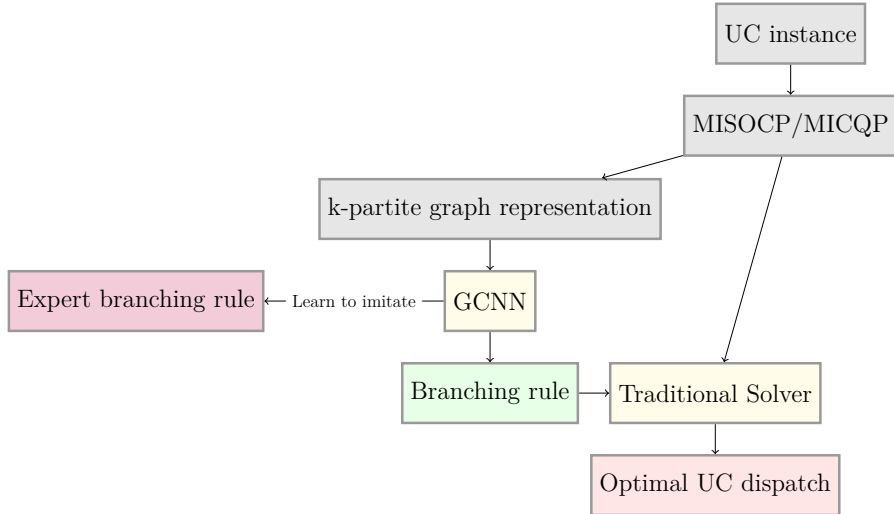 UC instance
MISOCP/MICQP
k-partite graph representation
Expert branching rule
Learn to imitate
GCNN
Branching rule
Traditional Solver
Optimal UC dispatch